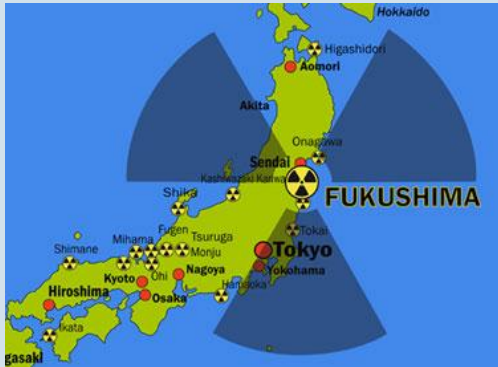 Hokkaido
Higashidori
Aomori
Akita
Onagawa
Sendai
Kashiwazaki Kariwa
FUKUSHIMA
Shika
Tokai
Fugen
Tsuruga
Mihama
Monju
Tokyo
Shimane
Yokohama
Ohi
Nagoya
Kyoto
Hamaoka
Hiroshima
Osaka
Ikata
gasaki